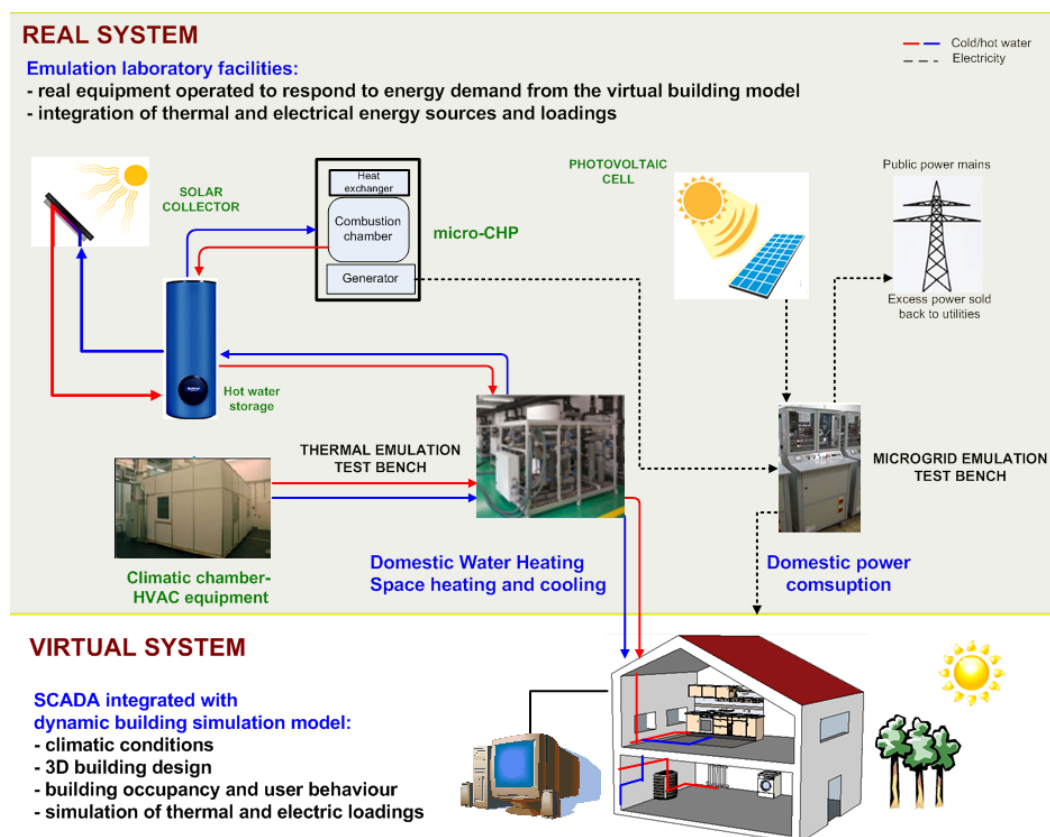 REAL SYSTEM
Cold/hot water
Electricity
Emulation laboratory facilities:
- real equipment operated to respond to energy demand from the virtual building model
- integration of thermal and electrical energy sources and loadings
SOLAR
COLLECTOR
Heat
exchanger
Combustion
chamber
Generator
micro-CHP
PHOTOVOLTAIC
CELL
Public power mains
Excess power sold
back to utilities
Hot water
storage
THERMAL EMULATION
TEST BENCH
MICROGRID EMULATION
TEST BENCH
Climatic chamber-
HVAC equipment
Domestic Water Heating
Space heating and cooling
Domestic power
comsuption
VIRTUAL SYSTEM
SCADA integrated with
dynamic building simulation model:
- climatic conditions
- 3D building design
- building occupancy and user behaviour
- simulation of thermal and electric loadings